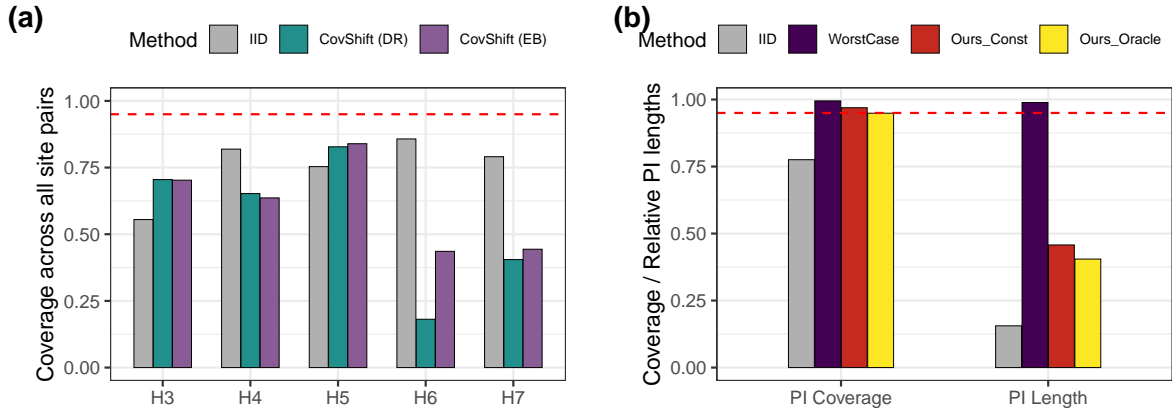 (a)
Method IID CovShift (DR) CovShift (EB)
Coverage across all site pairs
1.00
0.75
0.50
0.25
0.00
H3 H4 H5 H6 H7
(b)
Method IID WorstCase Ours_Const Ours_Oracle
Coverage / Relative PI lengths
1.00
0.75
0.50
0.25
0.00
PI Coverage PI Length